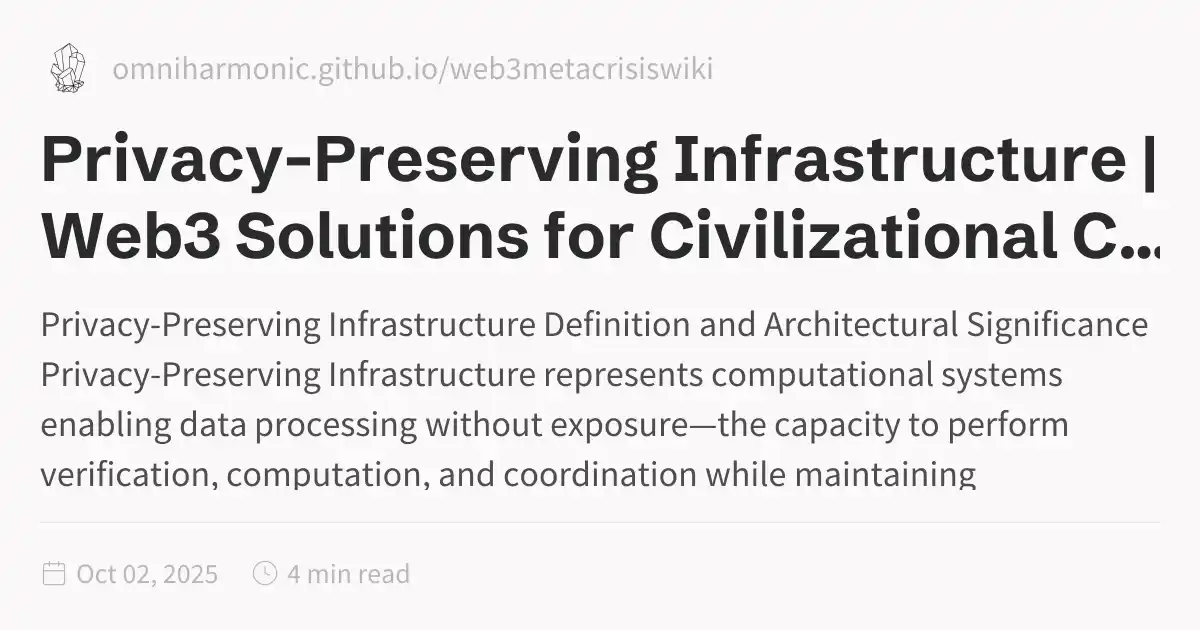 omniharmonic.github.io/web3metacrisiswiki
Privacy-Preserving Infrastructure |
Web3 Solutions for Civilizational C...
Privacy-Preserving Infrastructure Definition and Architectural Significance
Privacy-Preserving Infrastructure represents computational systems
enabling data processing without exposure—the capacity to perform
verification, computation, and coordination while maintaining
Oct 02, 2025 4 min read